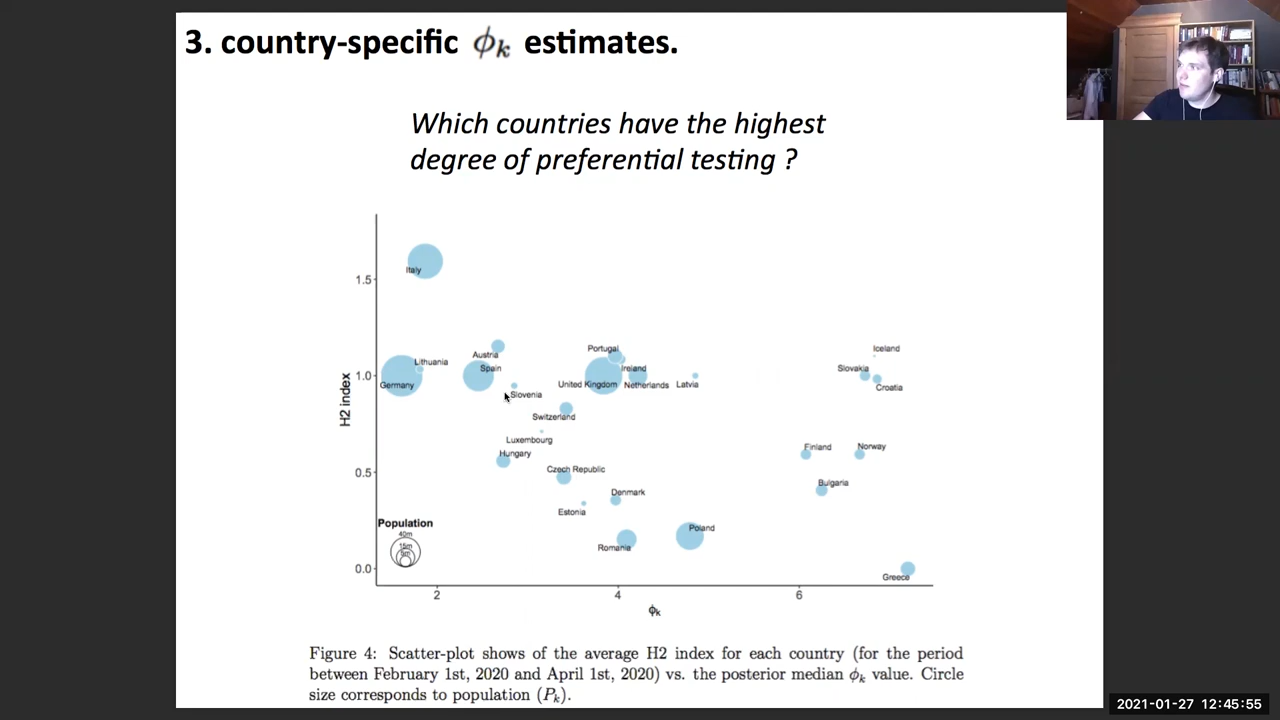 3. country-specific ϕk estimates.
Which countries have the highest
degree of preferential testing ?
H2 index
1.5
1.0
0.5
0.0
Italy
Lithuania
Germany
Austria
Spain
Slovenia
Portugal
Ireland
United Kingdom
Netherlands
Latvia
Switzerland
Luxembourg
Hungary
Czech Republic
Denmark
Estonia
Romania
Poland
Iceland
Slovakia
Croatia
Finland
Norway
Bulgaria
Greece
Population
40m
15m
2
4
6
ϕk
Figure 4: Scatter-plot shows of the average H2 index for each country (for the period
between February 1st, 2020 and April 1st, 2020) vs. the posterior median ϕk value. Circle
size corresponds to population (Pk).
2021-01-27 12:45:55